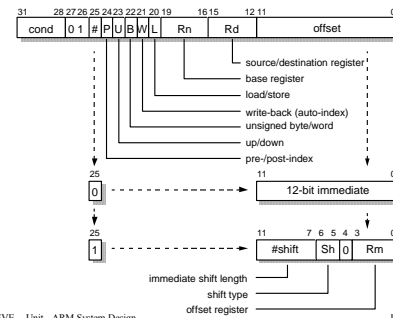 31 28 27 26 25 24 23 22 21 20 19 16 15 12 11 0
cond 0 1 # P U B W L Rn Rd offset
source/destination register
base register
load/store
write-back (auto-index)
unsigned byte/word
up/down
pre-/post-index
25 11 0
0 12-bit immediate
25 11 7 6 5 4 3 0
1 #shift Sh 0 Rm
immediate shift length
shift type
offset register
Unit ARM System Design